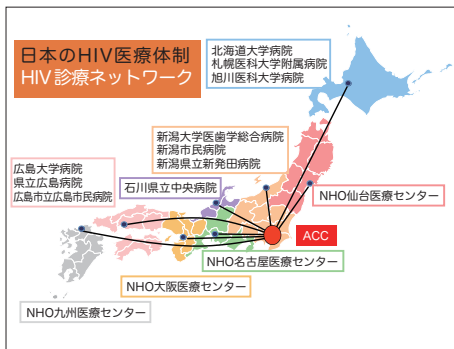 日本のHIV医療体制
HIV診療ネットワーク
北海道大学病院
札幌医科大学附属病院
旭川医科大学病院
新潟大学医歯学総合病院
新潟市民病院
新潟県立新発田病院
広島大学病院
県立広島病院
広島市立広島市民病院
石川県立中央病院
NHO仙台医療センター
ACC
NHO名古屋医療センター
NHO大阪医療センター
NHO九州医療センター